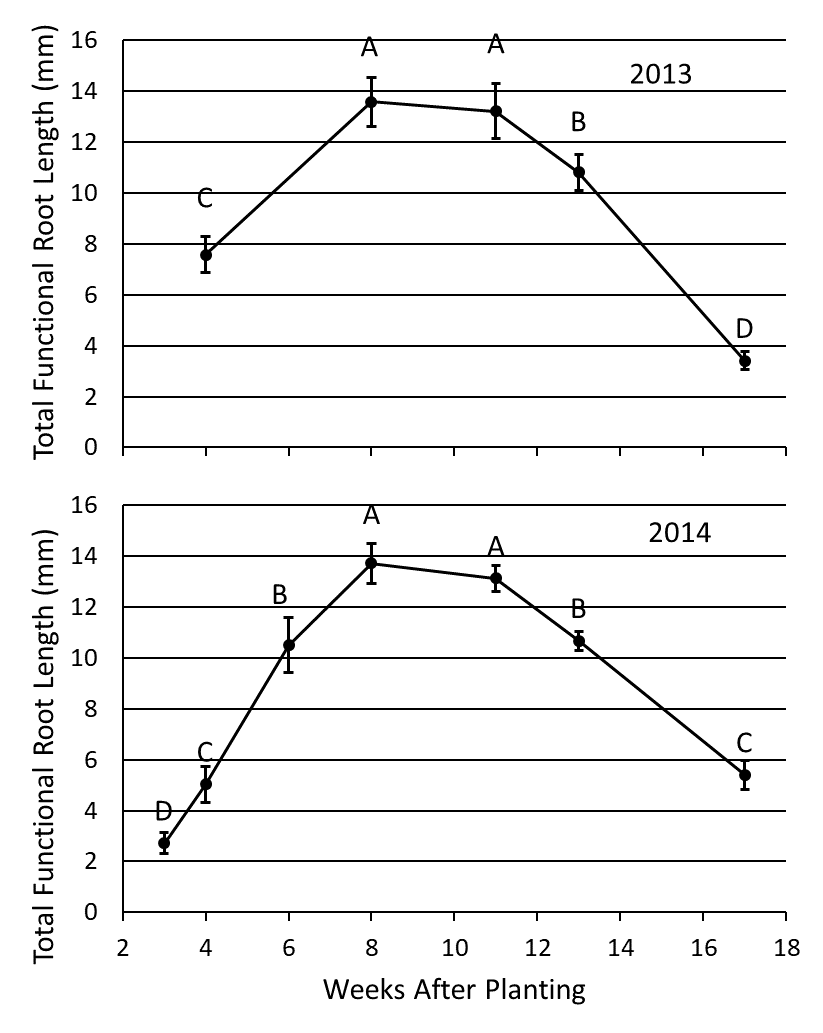 Total Functional Root Length (mm)
16
14
12
10
8
6
4
2
0
2013
C
A
A
B
D
Total Functional Root Length (mm)
16
14
12
10
8
6
4
2
0
2014
D
C
B
A
A
B
C
2 4 6 8 10 12 14 16 18
Weeks After Planting